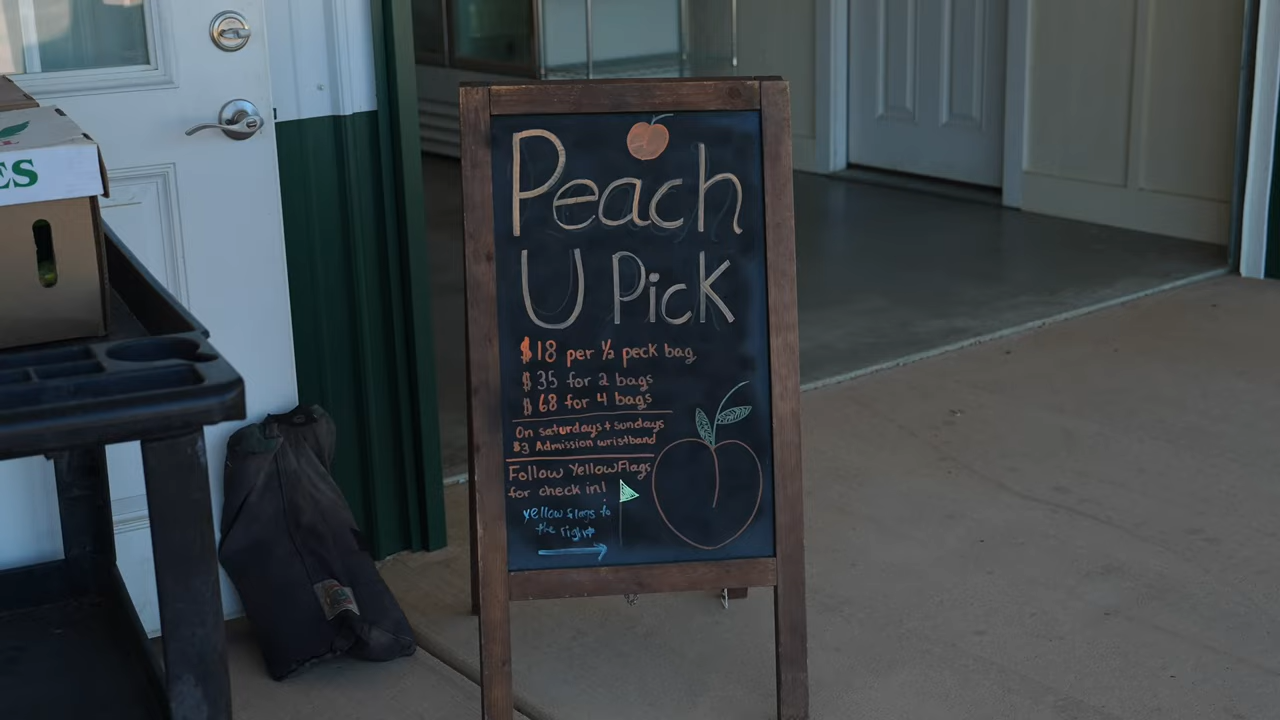 ES
Peach
U Pick
$18 per ½ peck bag
$35 for 2 bags
$68 for 4 bags
On saturdays + sundays
$3 Admission wristband
Follow Yellow Flags
for check in!
yellow flags to
the right